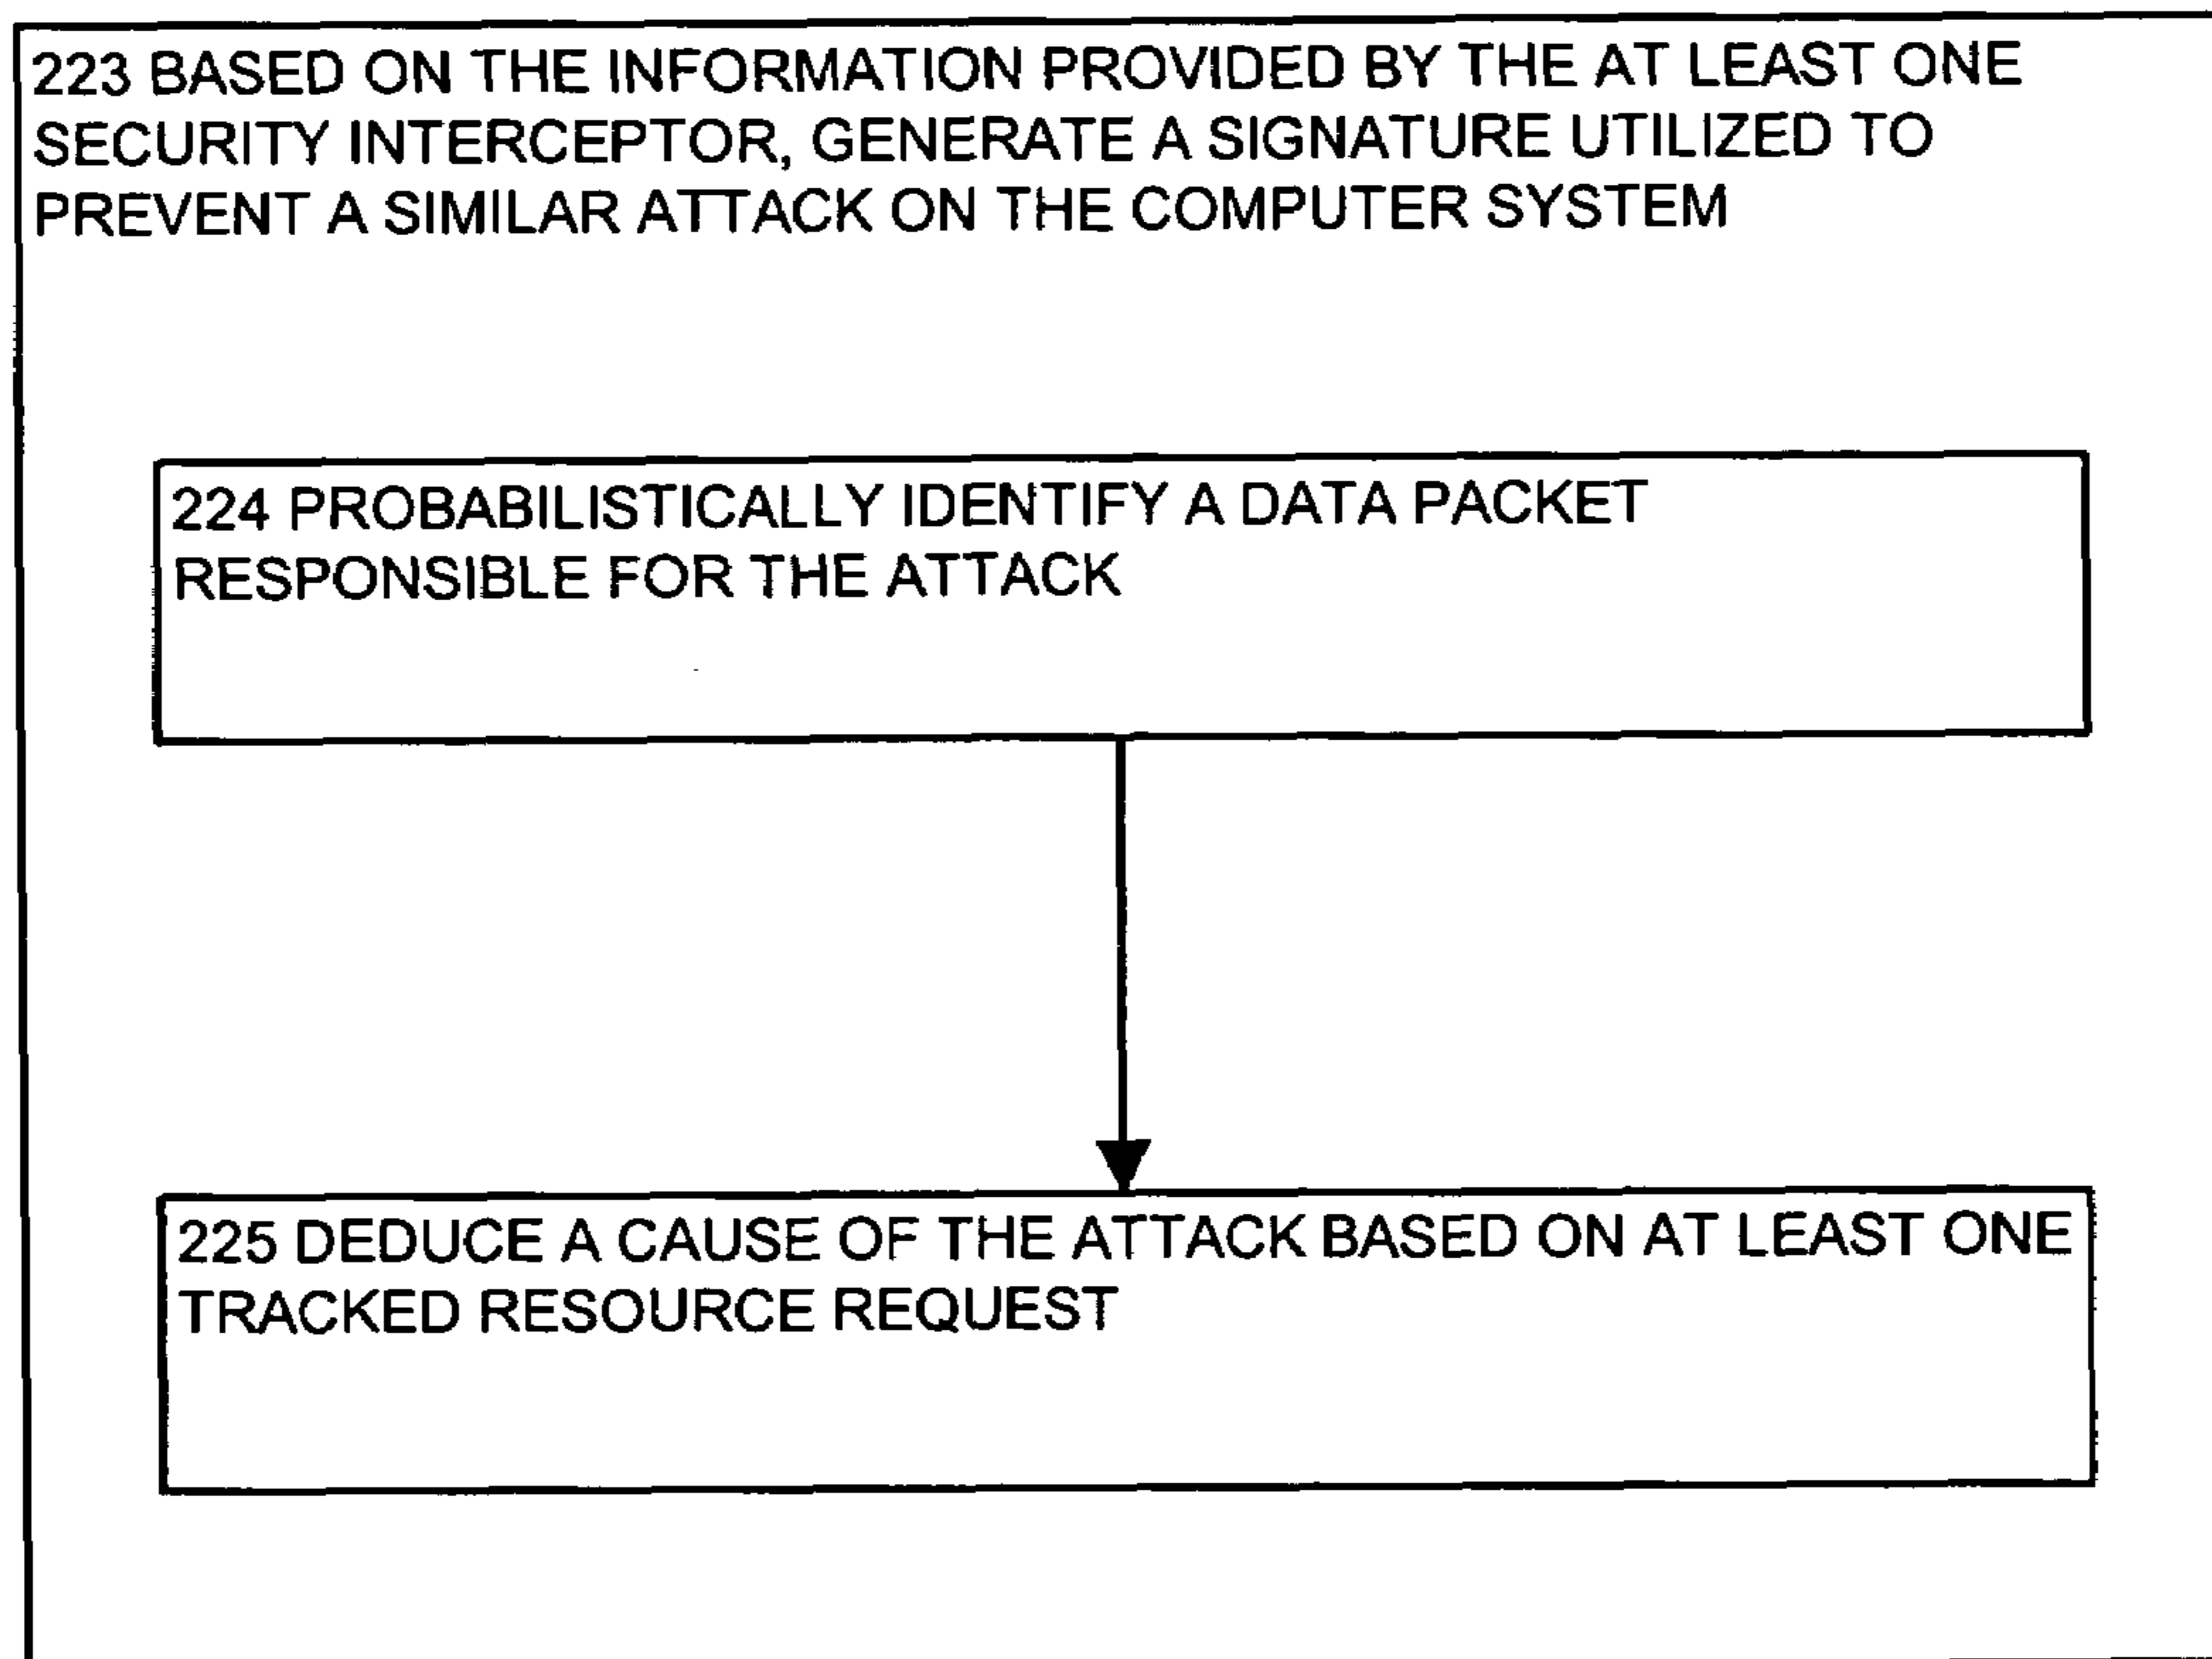 223 BASED ON THE INFORMATION PROVIDED BY THE AT LEAST ONE
SECURITY INTERCEPTOR, GENERATE A SIGNATURE UTILIZED TO
PREVENT A SIMILAR ATTACK ON THE COMPUTER SYSTEM
224 PROBABILISTICALLY IDENTIFY A DATA PACKET
RESPONSIBLE FOR THE ATTACK
225 DEDUCE A CAUSE OF THE ATTACK BASED ON AT LEAST ONE
TRACKED RESOURCE REQUEST